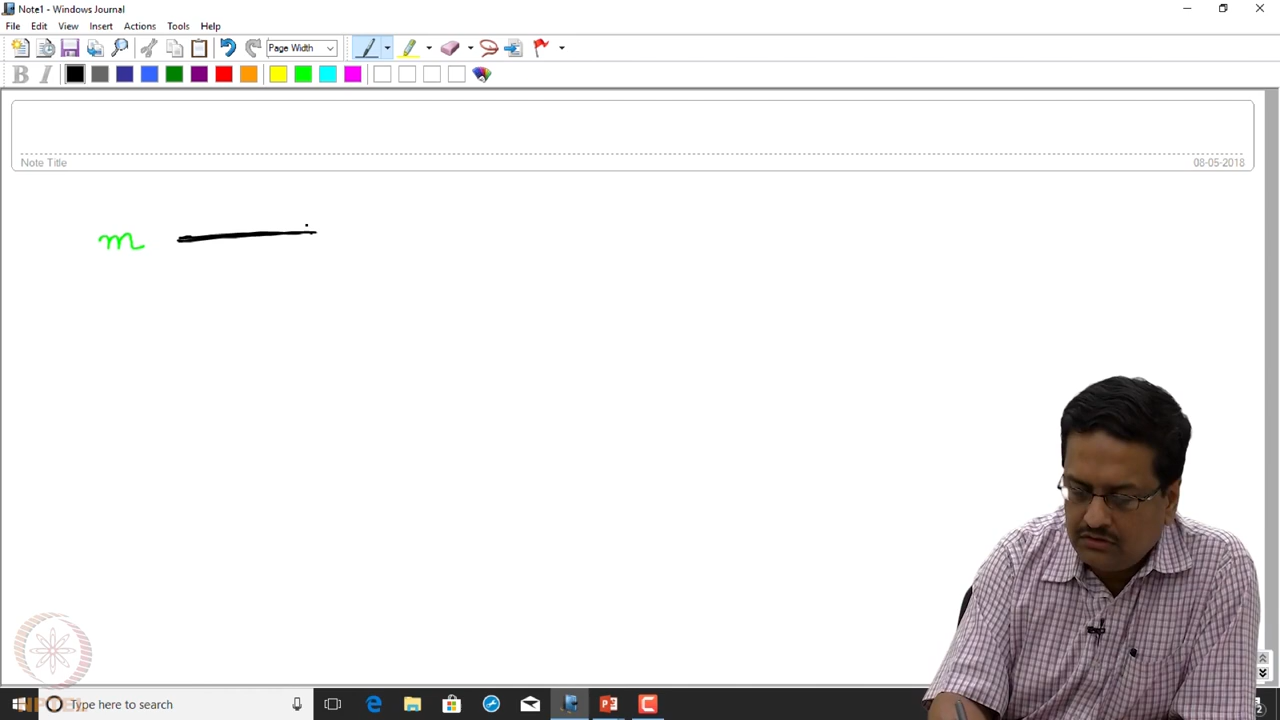 Note1 - Windows Journal
File Edit View Insert Actions Tools Help
Page Width
B I
Note Title
08-05-2018
m
Type here to search